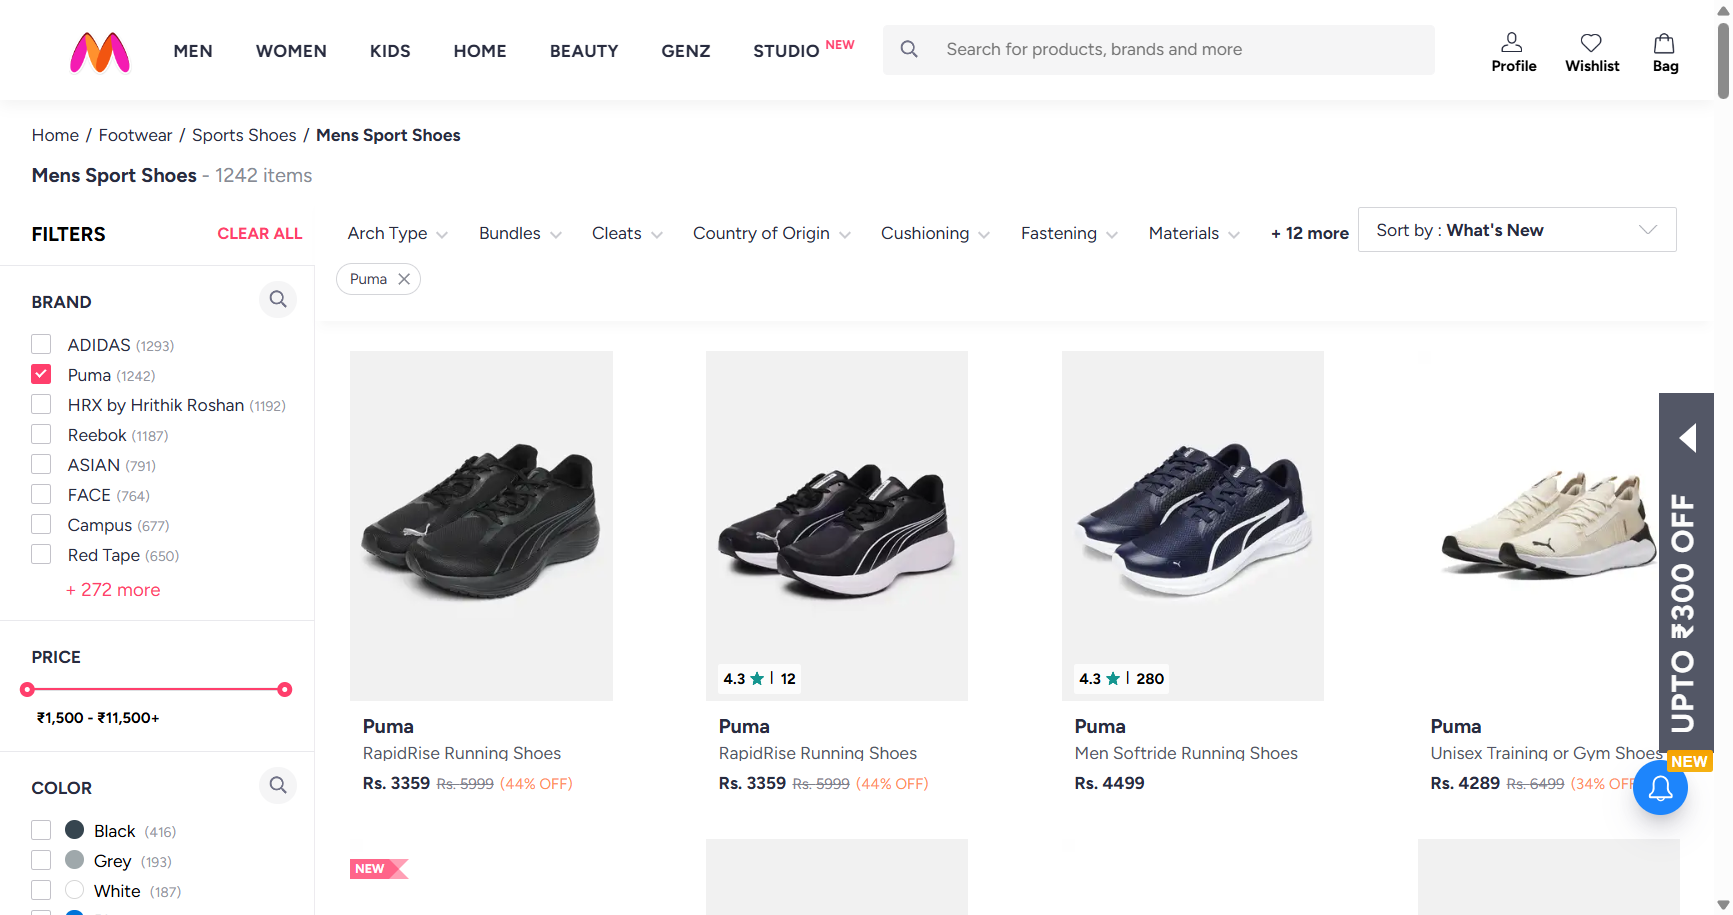 MEN WOMEN KIDS HOME BEAUTY GENZ STUDIO NEW
Search for products, brands and more
Profile Wishlist Bag
Home / Footwear / Sports Shoes / Mens Sport Shoes
Mens Sport Shoes - 1242 items
FILTERS CLEAR ALL
Arch Type Bundles Cleats Country of Origin Cushioning Fastening Materials + 12 more
Sort by : What's New
Puma
BRAND
ADIDAS (1293)
Puma (1242)
HRX by Hrithik Roshan (1192)
Reebok (1187)
ASIAN (791)
FACE (764)
Campus (677)
Red Tape (650)
+ 272 more
PRICE
₹1,500 - ₹11,500+
COLOR
Black (416)
Grey (193)
White (187)
Puma
RapidRise Running Shoes
Rs. 3359 Rs. 5999 (44% OFF)
4.3 | 12
Puma
RapidRise Running Shoes
Rs. 3359 Rs. 5999 (44% OFF)
4.3 | 280
Puma
Men Softride Running Shoes
Rs. 4499
Puma
Unisex Training or Gym Shoes
Rs. 4289 Rs. 6499 (34% OFF
UPTO ₹300 OFF
NEW
NEW